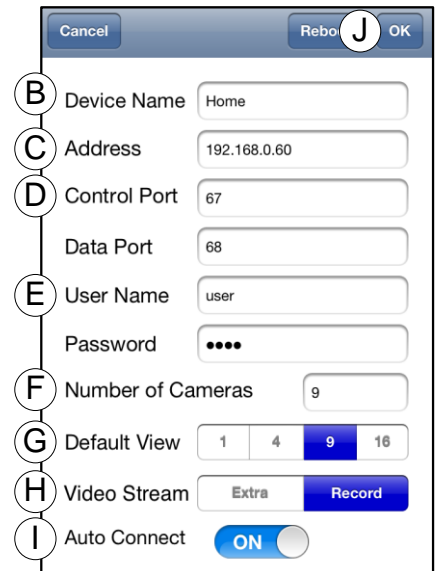 Cancel Rebo J OK
B Device Name Home
C Address 192.168.0.60
D Control Port 67
Data Port 68
E User Name user
Password ••••
F Number of Cameras 9
G Default View 1 4 9 16
H Video Stream Extra Record
I Auto Connect ON